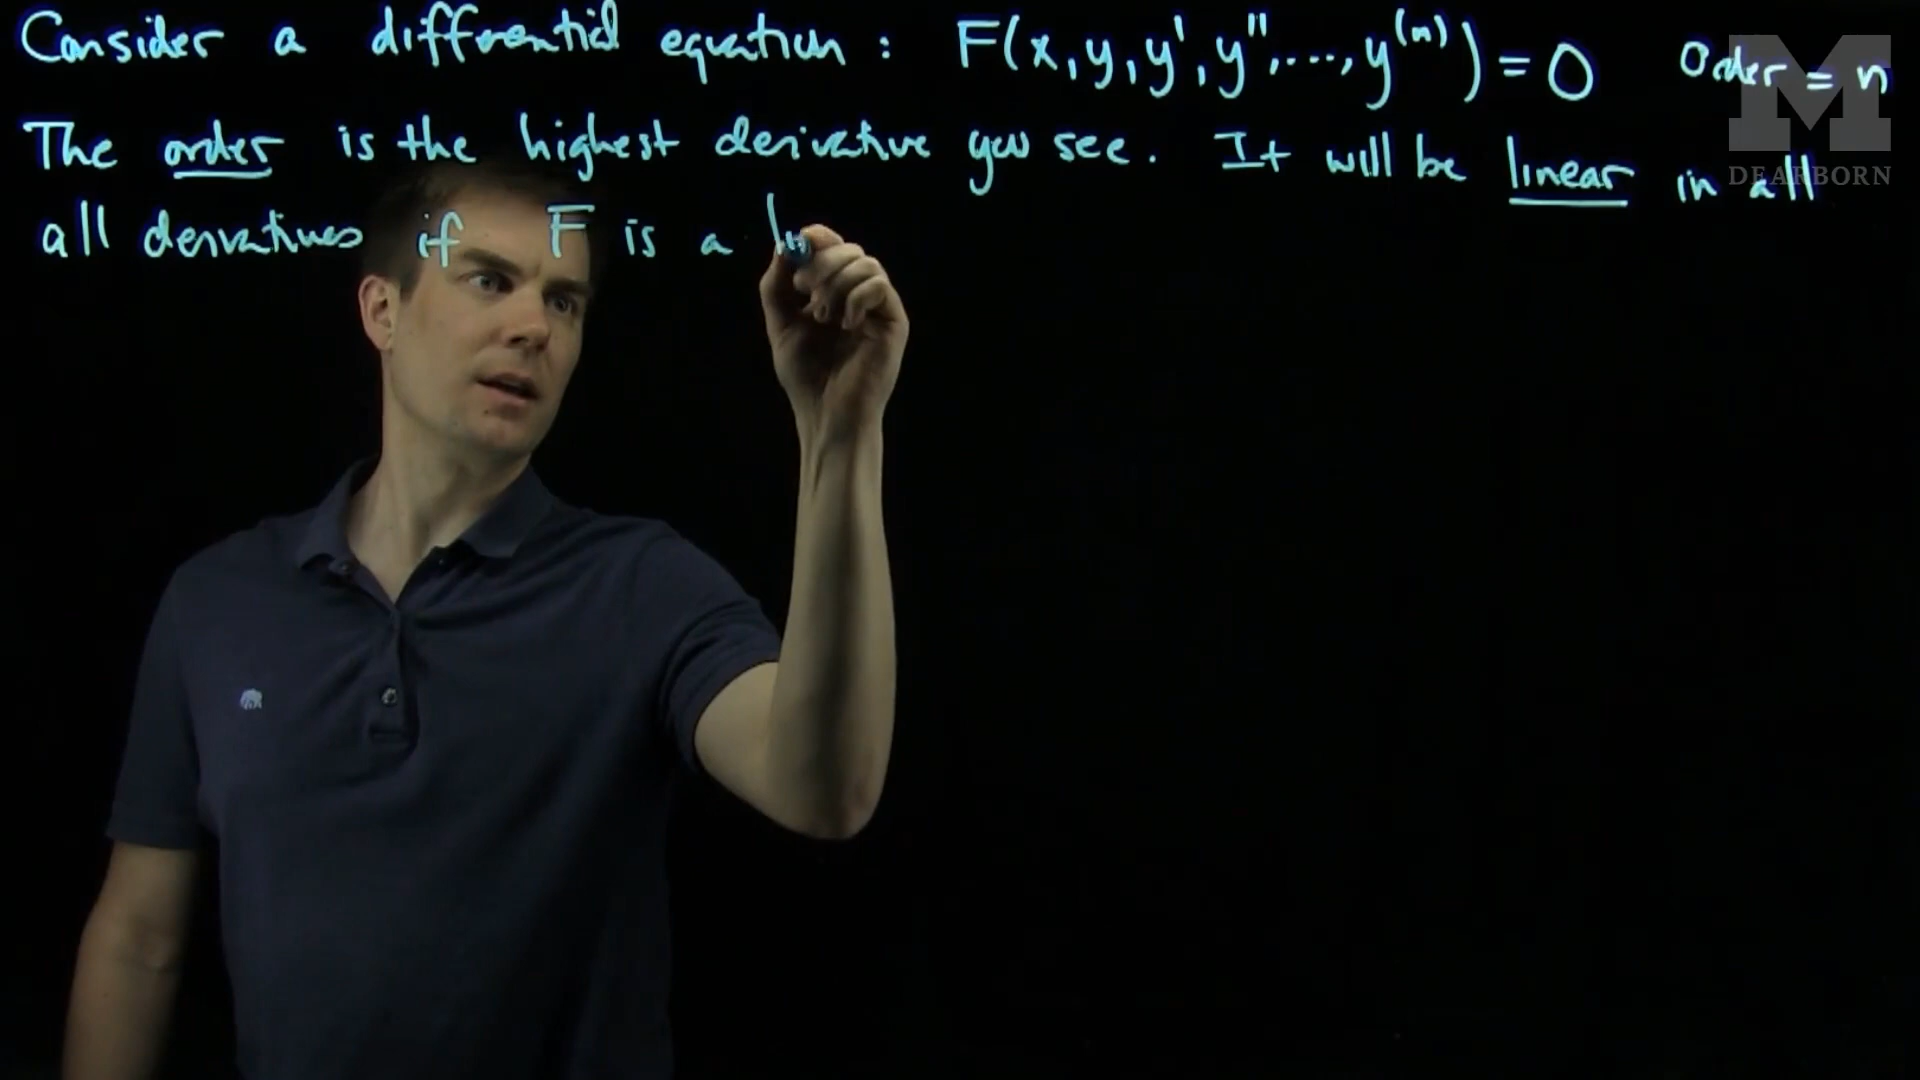 Consider a differential equation : F(x, y, y', y'', ..., y⁽ⁿ⁾) = 0 Order = n
The order is the highest derivative you see. It will be linear in all
all derivatives if F is a
M
DEARBORN